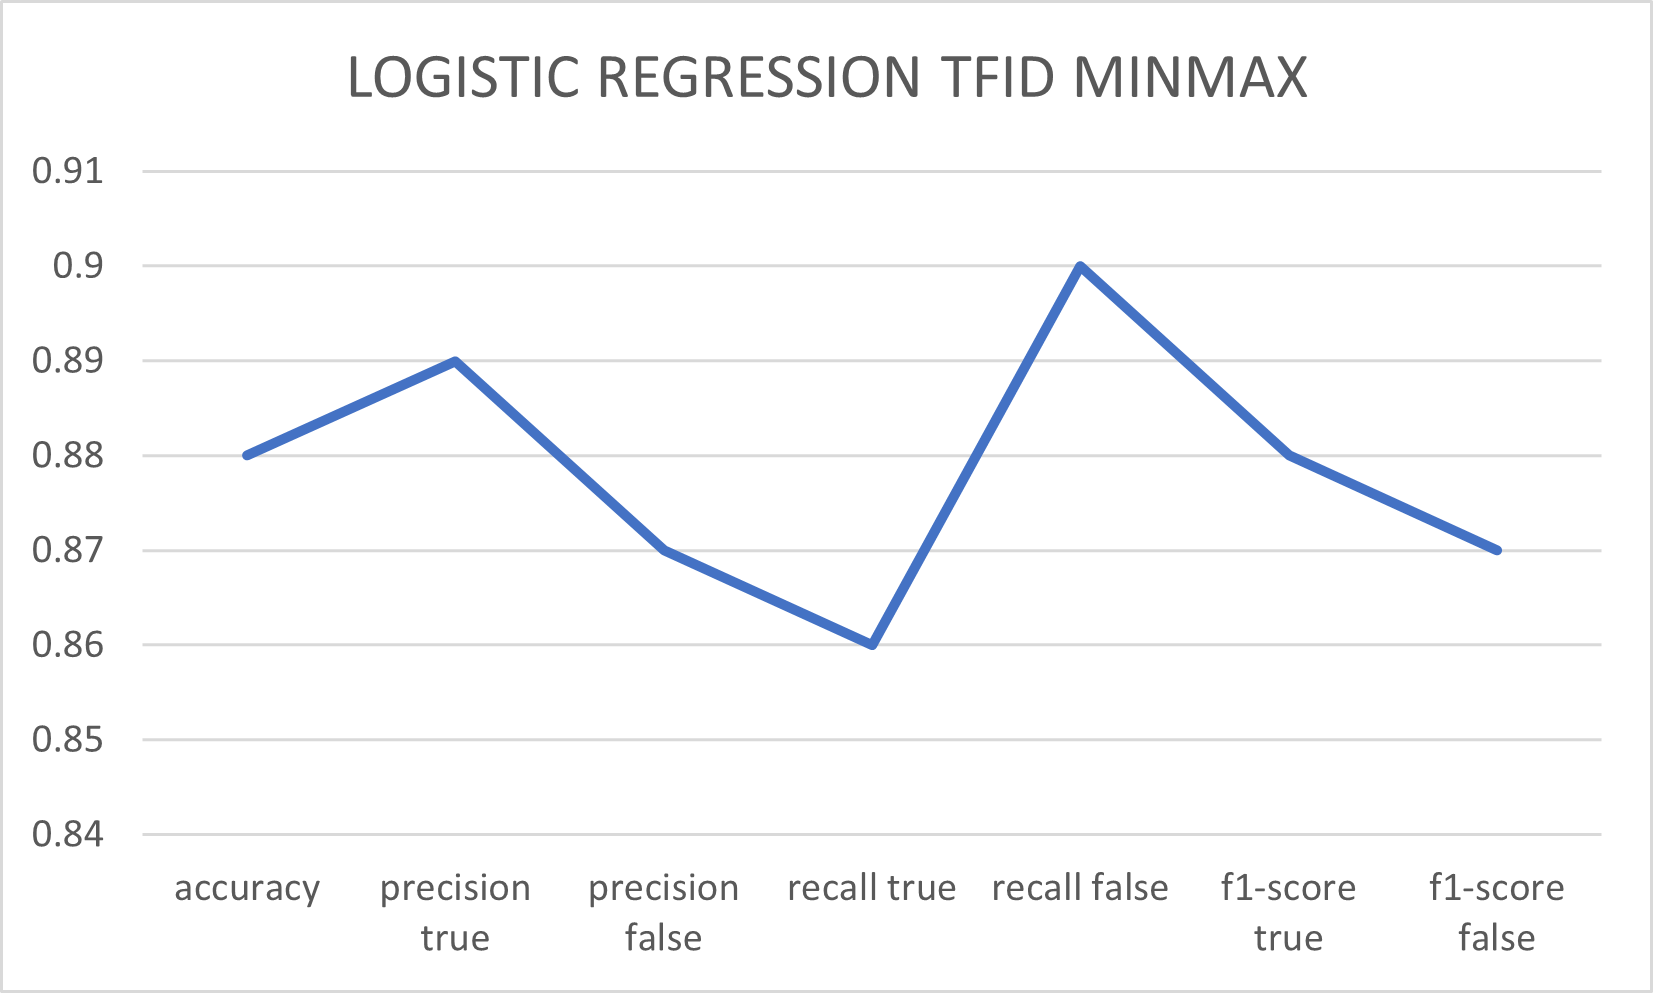 LOGISTIC REGRESSION TFID MINMAX
0.91
0.9
0.89
0.88
0.87
0.86
0.85
0.84
accuracy
precision true
precision false
recall true
recall false
f1-score true
f1-score false